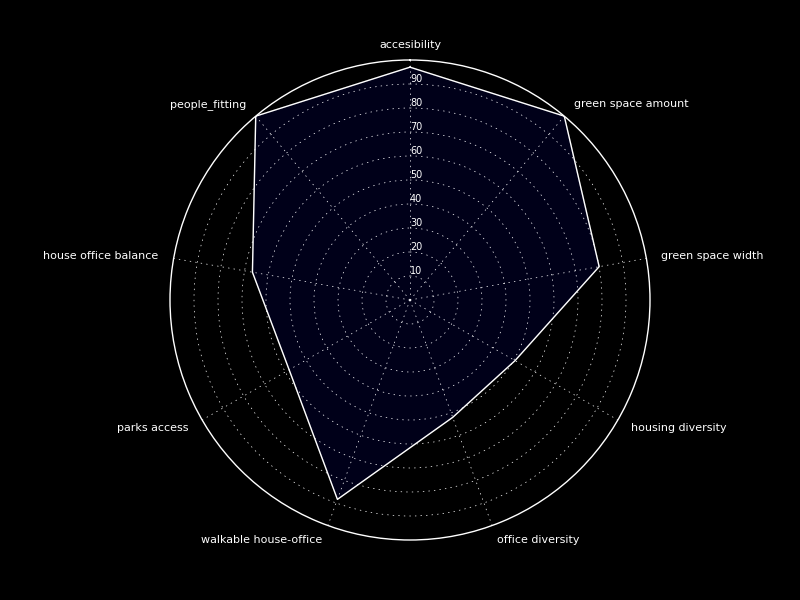 accesibility
people_fitting
green space amount
90
80
70
60
50
40
30
20
10
house office balance
green space width
parks access
housing diversity
walkable house-office
office diversity